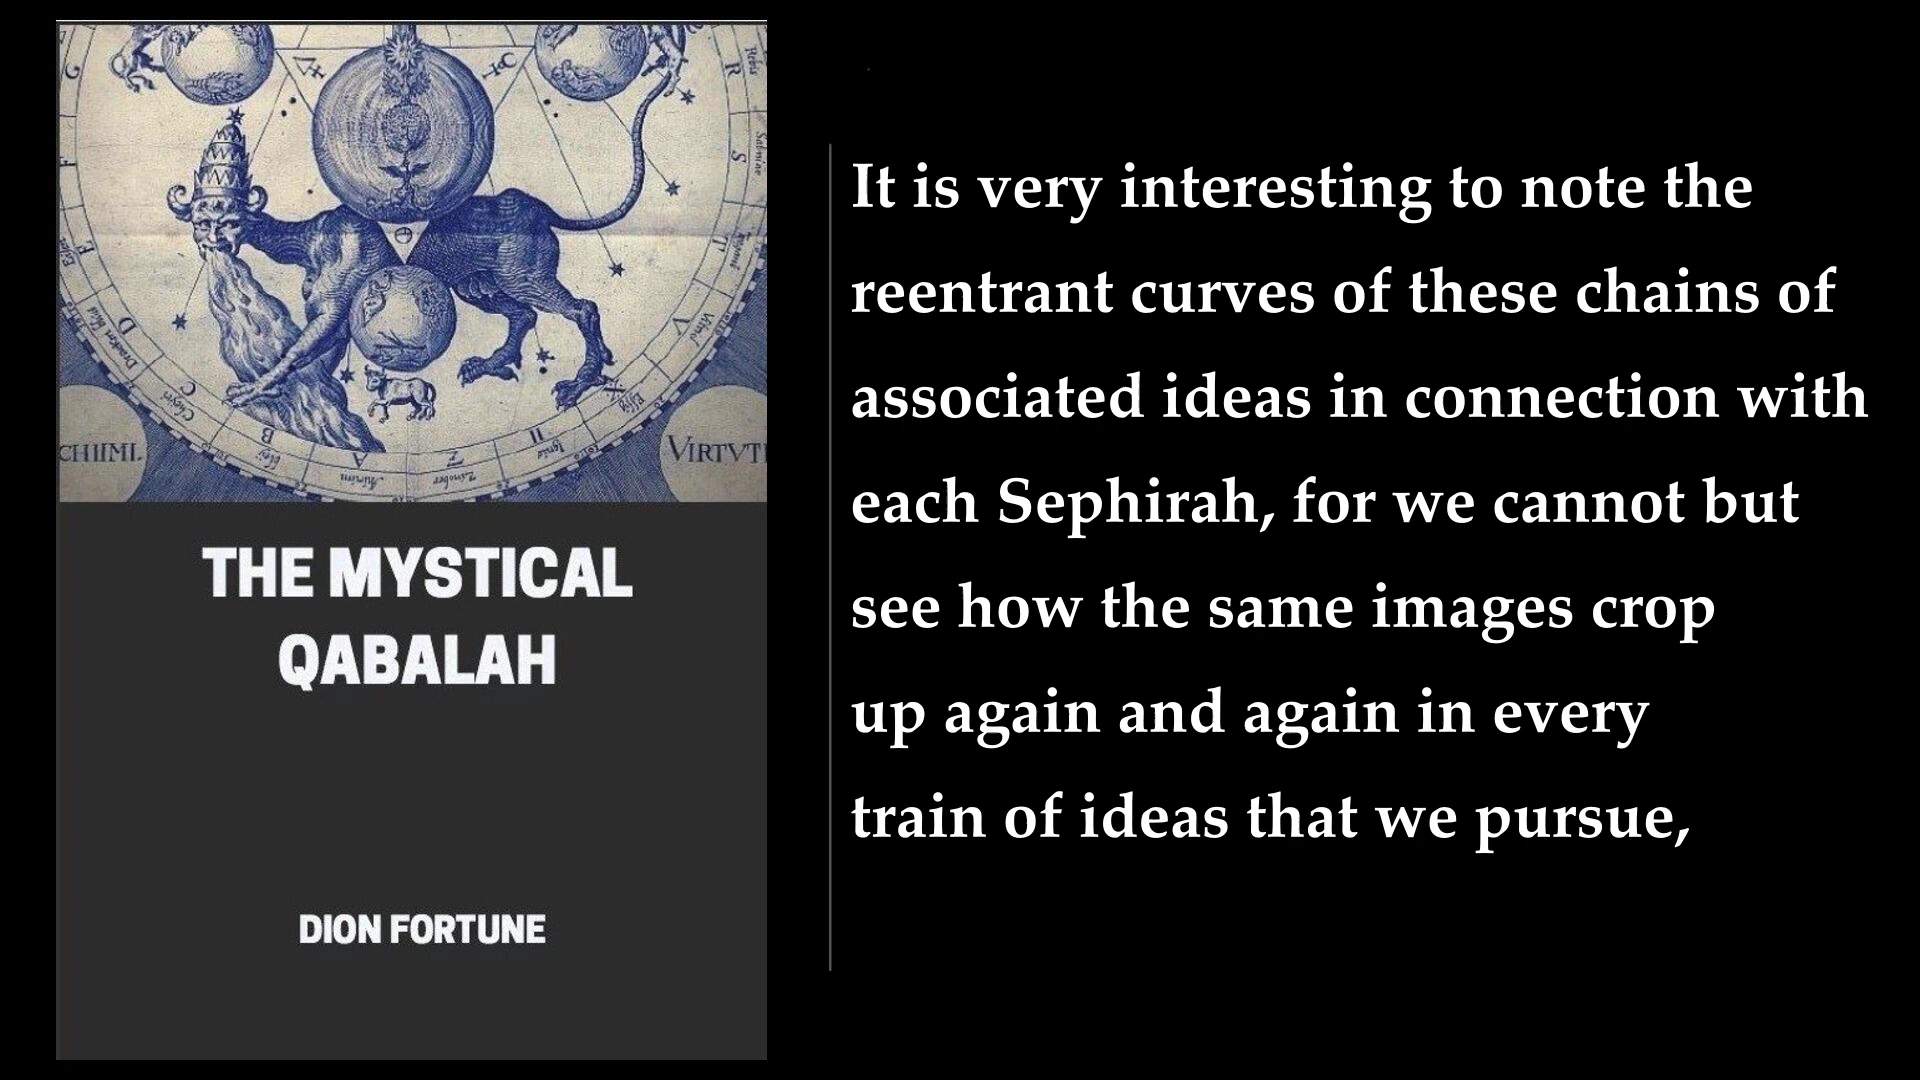 CHIIMI.
VIRTVTI
THE MYSTICAL
QABALAH
DION FORTUNE
It is very interesting to note the
reentrant curves of these chains of
associated ideas in connection with
each Sephirah, for we cannot but
see how the same images crop
up again and again in every
train of ideas that we pursue,